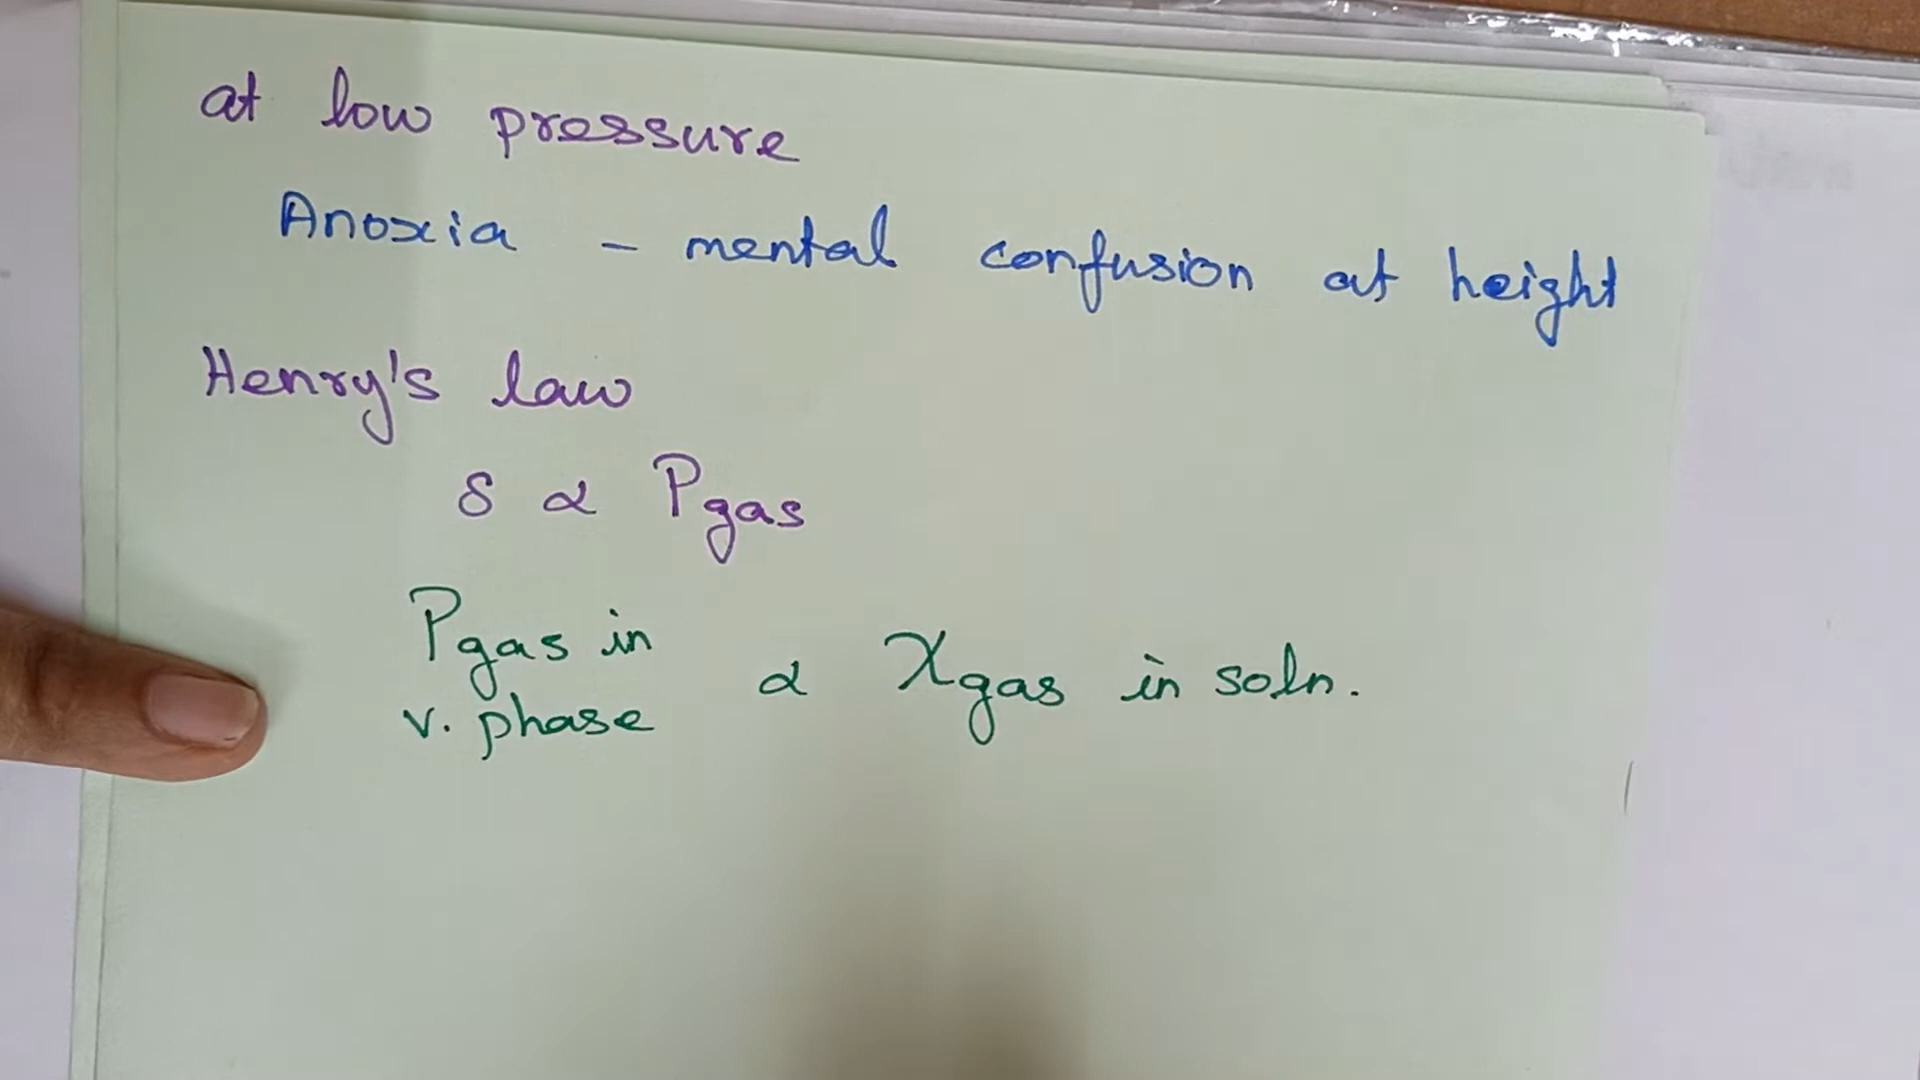 at low pressure
Anoxia - mental confusion at height
Henry's law
S α Pgas
Pgas in v. phase α Xgas in soln.